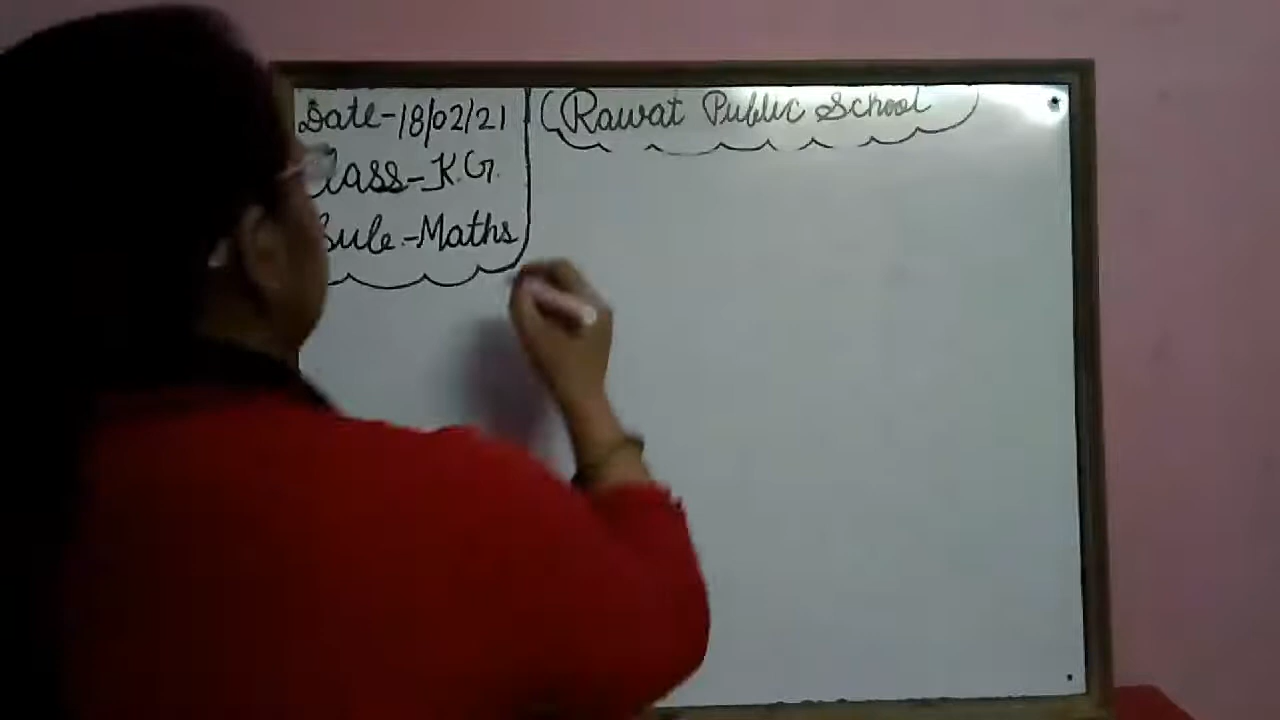 Date-18/02/21
Rawat Public School
Class-K.G.
Sub.-Maths